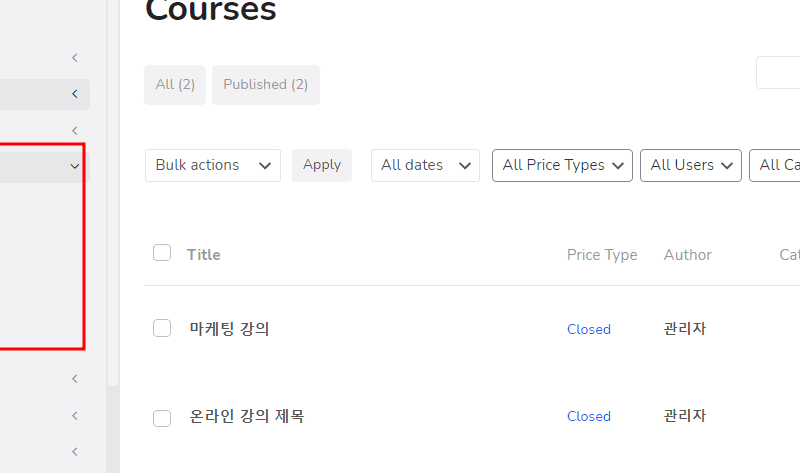 Courses
All (2) Published (2)
Bulk actions Apply All dates All Price Types All Users All
Title Price Type Author
마케팅 강의 Closed 관리자
온라인 강의 제목 Closed 관리자